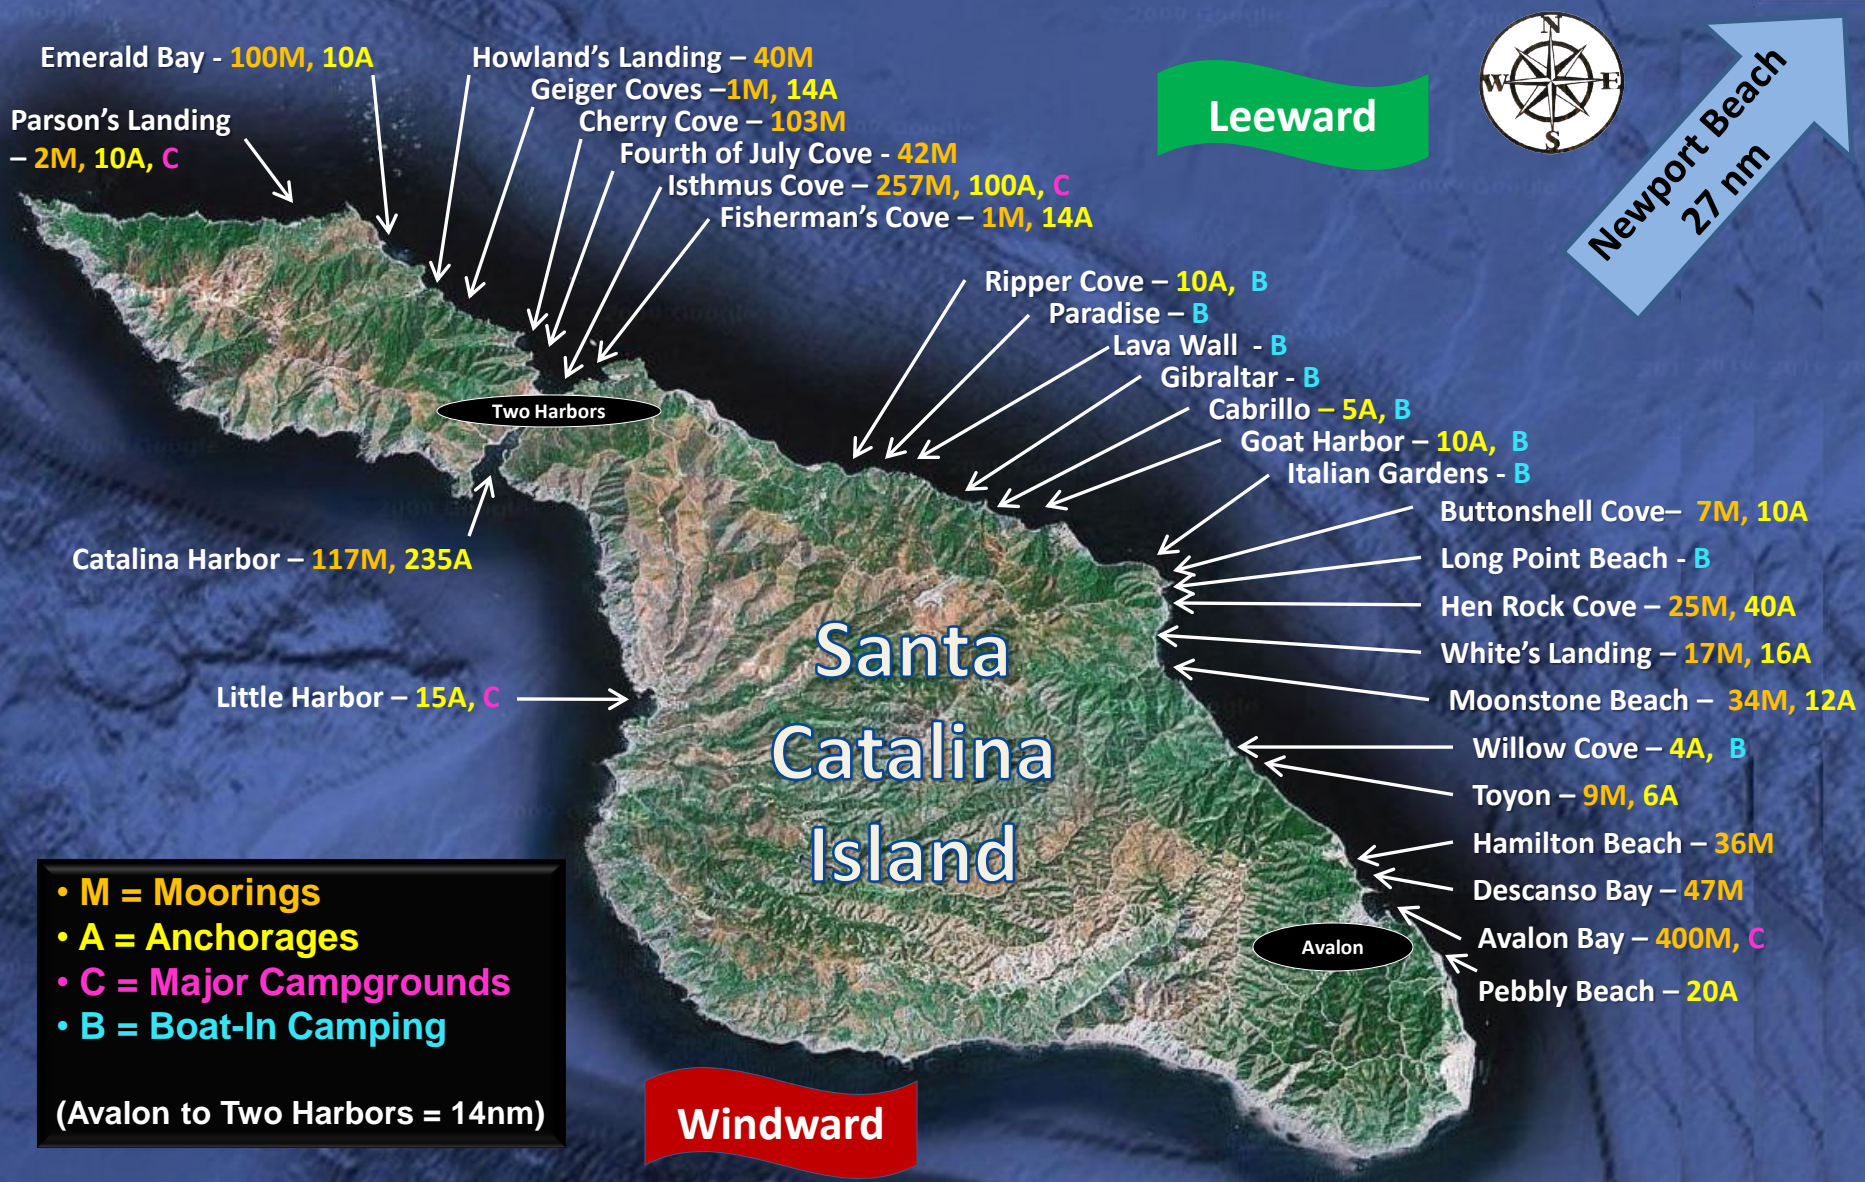 Emerald Bay - 100M, 10A
Parson's Landing
– 2M, 10A, C
Howland's Landing – 40M
Geiger Coves –1M, 14A
Cherry Cove – 103M
Fourth of July Cove - 42M
Isthmus Cove – 257M, 100A, C
Fisherman's Cove – 1M, 14A
Leeward
N
W
E
S
Newport Beach
27 nm
Ripper Cove – 10A, B
Paradise – B
Lava Wall - B
Gibraltar - B
Cabrillo – 5A, B
Goat Harbor – 10A, B
Italian Gardens - B
Buttonshell Cove– 7M, 10A
Long Point Beach - B
Hen Rock Cove – 25M, 40A
White's Landing – 17M, 16A
Moonstone Beach – 34M, 12A
Willow Cove – 4A, B
Toyon – 9M, 6A
Hamilton Beach – 36M
Descanso Bay – 47M
Avalon Bay – 400M, C
Pebbly Beach – 20A
Two Harbors
Catalina Harbor – 117M, 235A
Little Harbor – 15A, C
Santa
Catalina
Island
Avalon
• M = Moorings
• A = Anchorages
• C = Major Campgrounds
• B = Boat-In Camping
(Avalon to Two Harbors = 14nm)
Windward